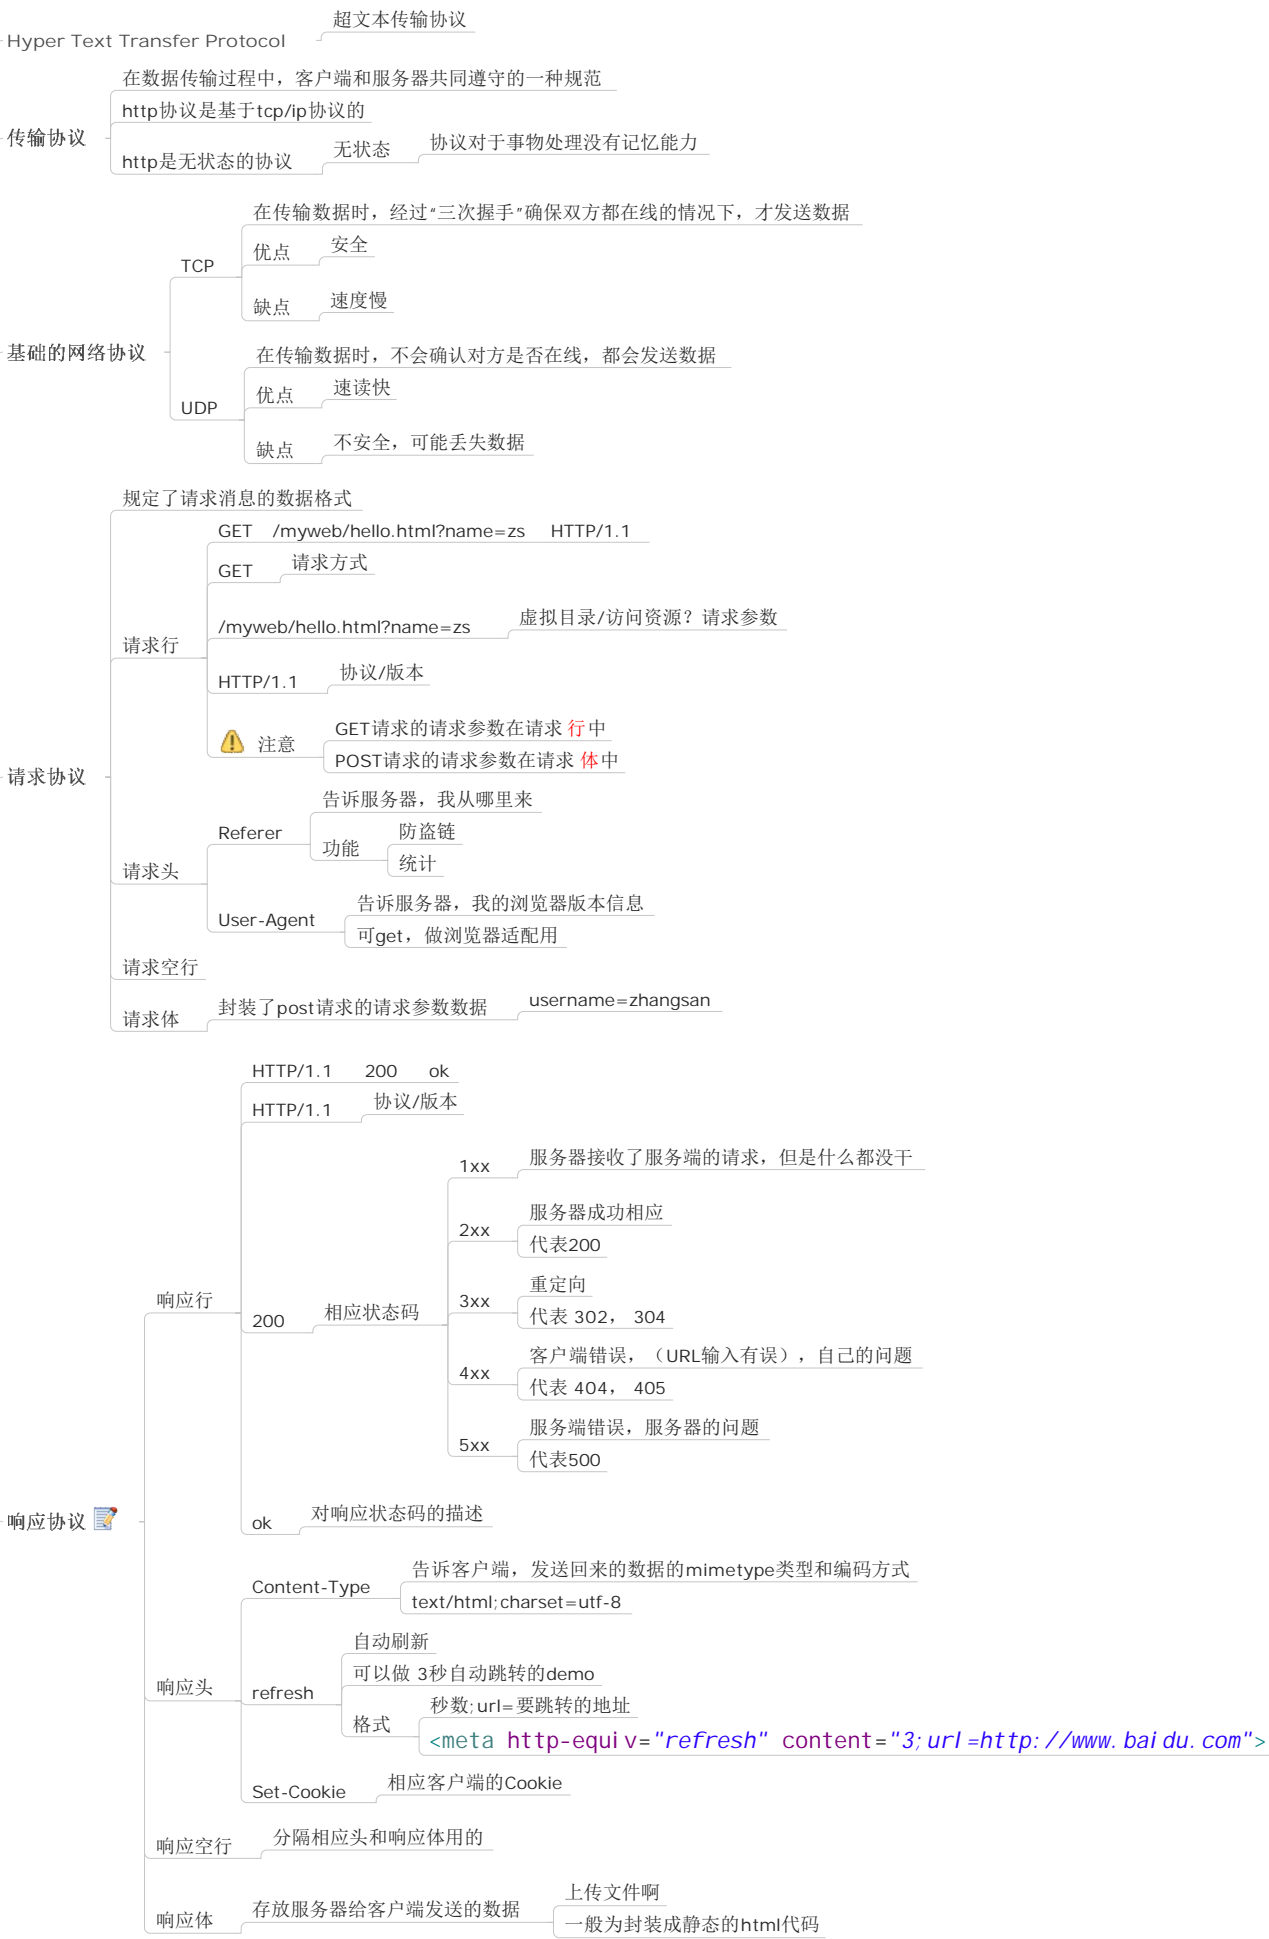 Hyper Text Transfer Protocol
超文本传输协议
传输协议
在数据传输过程中，客户端和服务器共同遵守的一种规范
http协议是基于tcp/ip协议的
http是无状态的协议
无状态
协议对于事物处理没有记忆能力
基础的网络协议
TCP
在传输数据时，经过“三次握手”确保双方都在线的情况下，才发送数据
优点
安全
缺点
速度慢
UDP
在传输数据时，不会确认对方是否在线，都会发送数据
优点
速读快
缺点
不安全，可能丢失数据
请求协议
规定了请求消息的数据格式
请求行
GET /myweb/hello.html?name=zs HTTP/1.1
GET
请求方式
/myweb/hello.html?name=zs
虚拟目录/访问资源？请求参数
HTTP/1.1
协议/版本
注意
GET请求的请求参数在请求 行中
POST请求的请求参数在请求 体中
请求头
Referer
告诉服务器，我从哪里来
功能
防盗链
统计
User-Agent
告诉服务器，我的浏览器版本信息
可get，做浏览器适配用
请求空行
请求体
封装了post请求的请求参数数据
username=zhangsan
响应协议
响应行
HTTP/1.1 200 ok
HTTP/1.1
协议/版本
200
相应状态码
1xx
服务器接收了服务端的请求，但是什么都没干
2xx
服务器成功相应
代表200
3xx
重定向
代表 302， 304
4xx
客户端错误，（URL输入有误），自己的问题
代表 404， 405
5xx
服务端错误，服务器的问题
代表500
ok
对响应状态码的描述
响应头
Content-Type
告诉客户端，发送回来的数据的mimetype类型和编码方式
text/html;charset=utf-8
refresh
自动刷新
可以做 3秒自动跳转的demo
格式
秒数;url=要跳转的地址
<meta http-equiv="refresh" content="3;url=http://www.baidu.com">
Set-Cookie
相应客户端的Cookie
响应空行
分隔相应头和响应体用的
响应体
存放服务器给客户端发送的数据
上传文件啊
一般为封装成静态的html代码